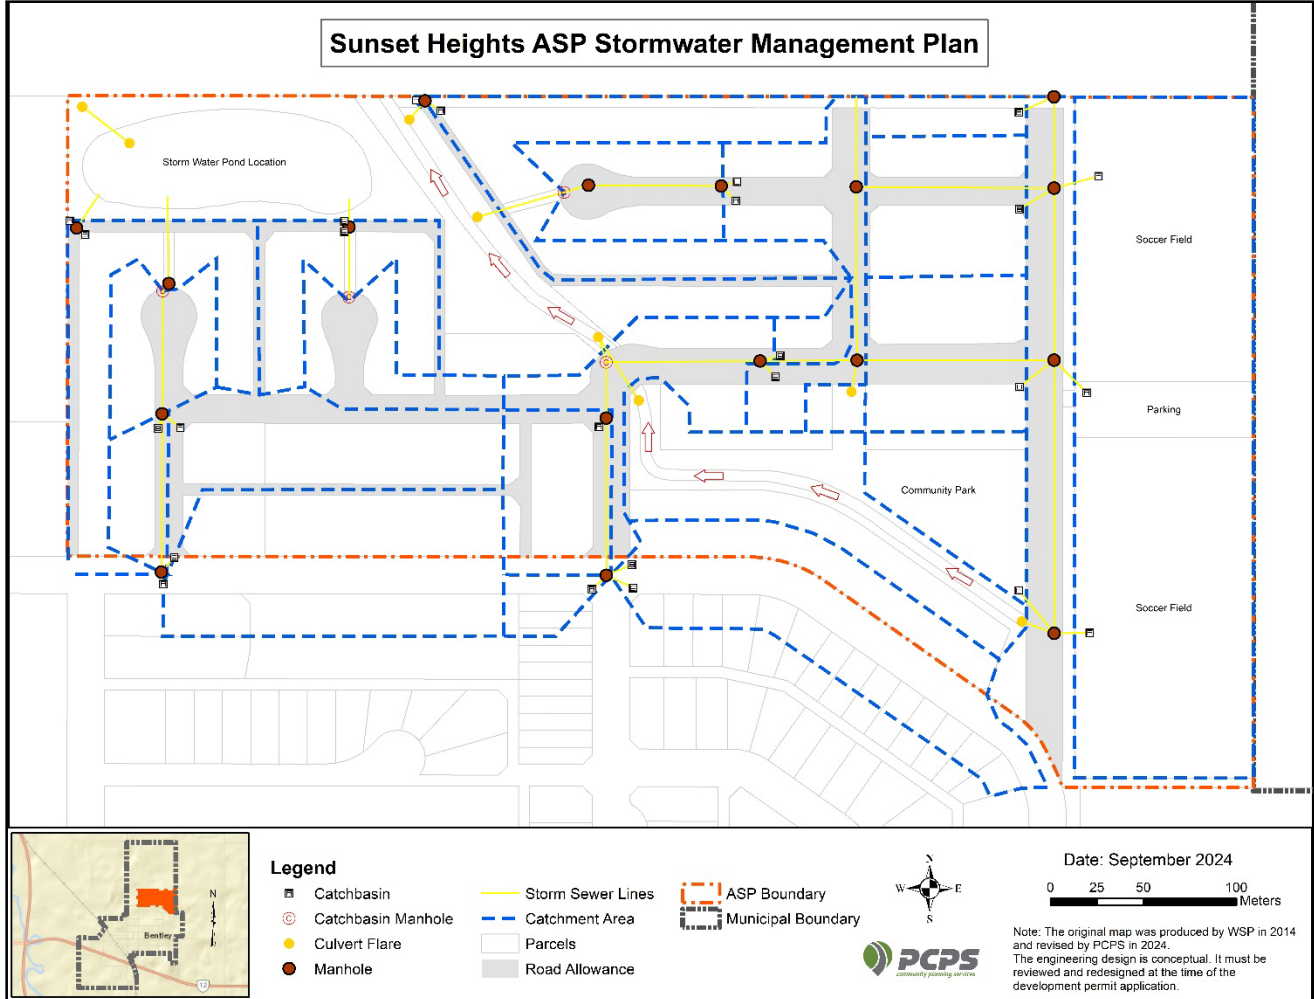 Sunset Heights ASP Stormwater Management Plan
Storm Water Pond Location
Soccer Field
Parking
Community Park
Soccer Field
Bentley
N
12
Legend
Catchbasin
C Catchbasin Manhole
Culvert Flare
Manhole
Storm Sewer Lines
Catchment Area
Parcels
Road Allowance
ASP Boundary
Municipal Boundary
N
W E
S
PCPS
community planning services
Date: September 2024
0 25 50 100
Meters
Note: The original map was produced by WSP in 2014
and revised by PCPS in 2024.
The engineering design is conceptual. It must be
reviewed and redesigned at the time of the
development permit application.